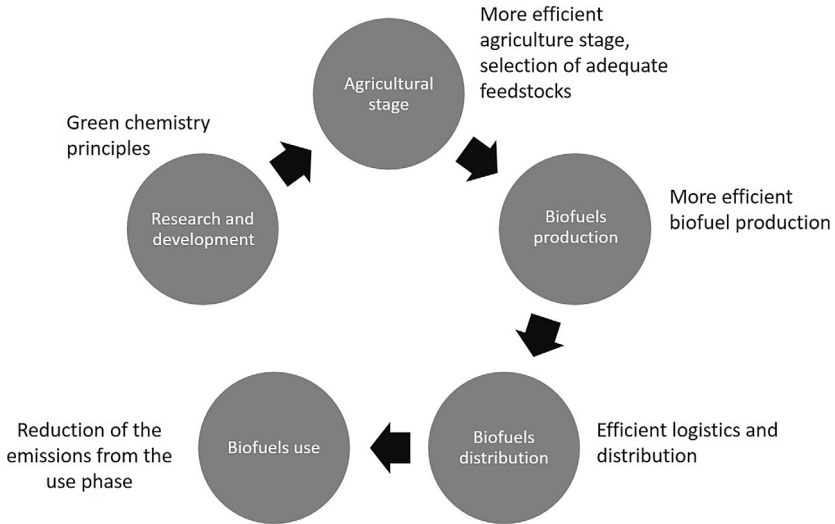 More efficient
agriculture stage,
selection of adequate
feedstocks
Agricultural
stage
Green chemistry
principles
Research and
development
Biofuels
production
More efficient
biofuel production
Reduction of the
emissions from the
use phase
Biofuels use
Biofuels
distribution
Efficient logistics and
distribution